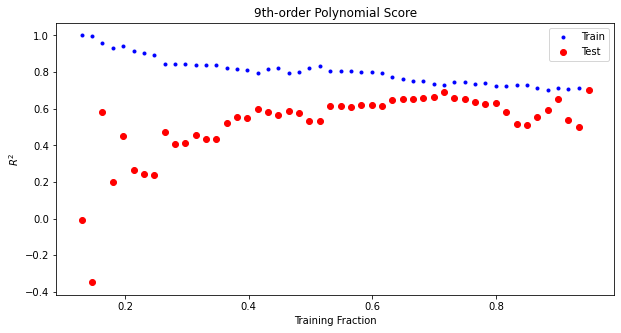 9th-order Polynomial Score
Train
Test
R²
1.0
0.8
0.6
0.4
0.2
0.0
−0.2
−0.4
0.2
0.4
0.6
0.8
Training Fraction